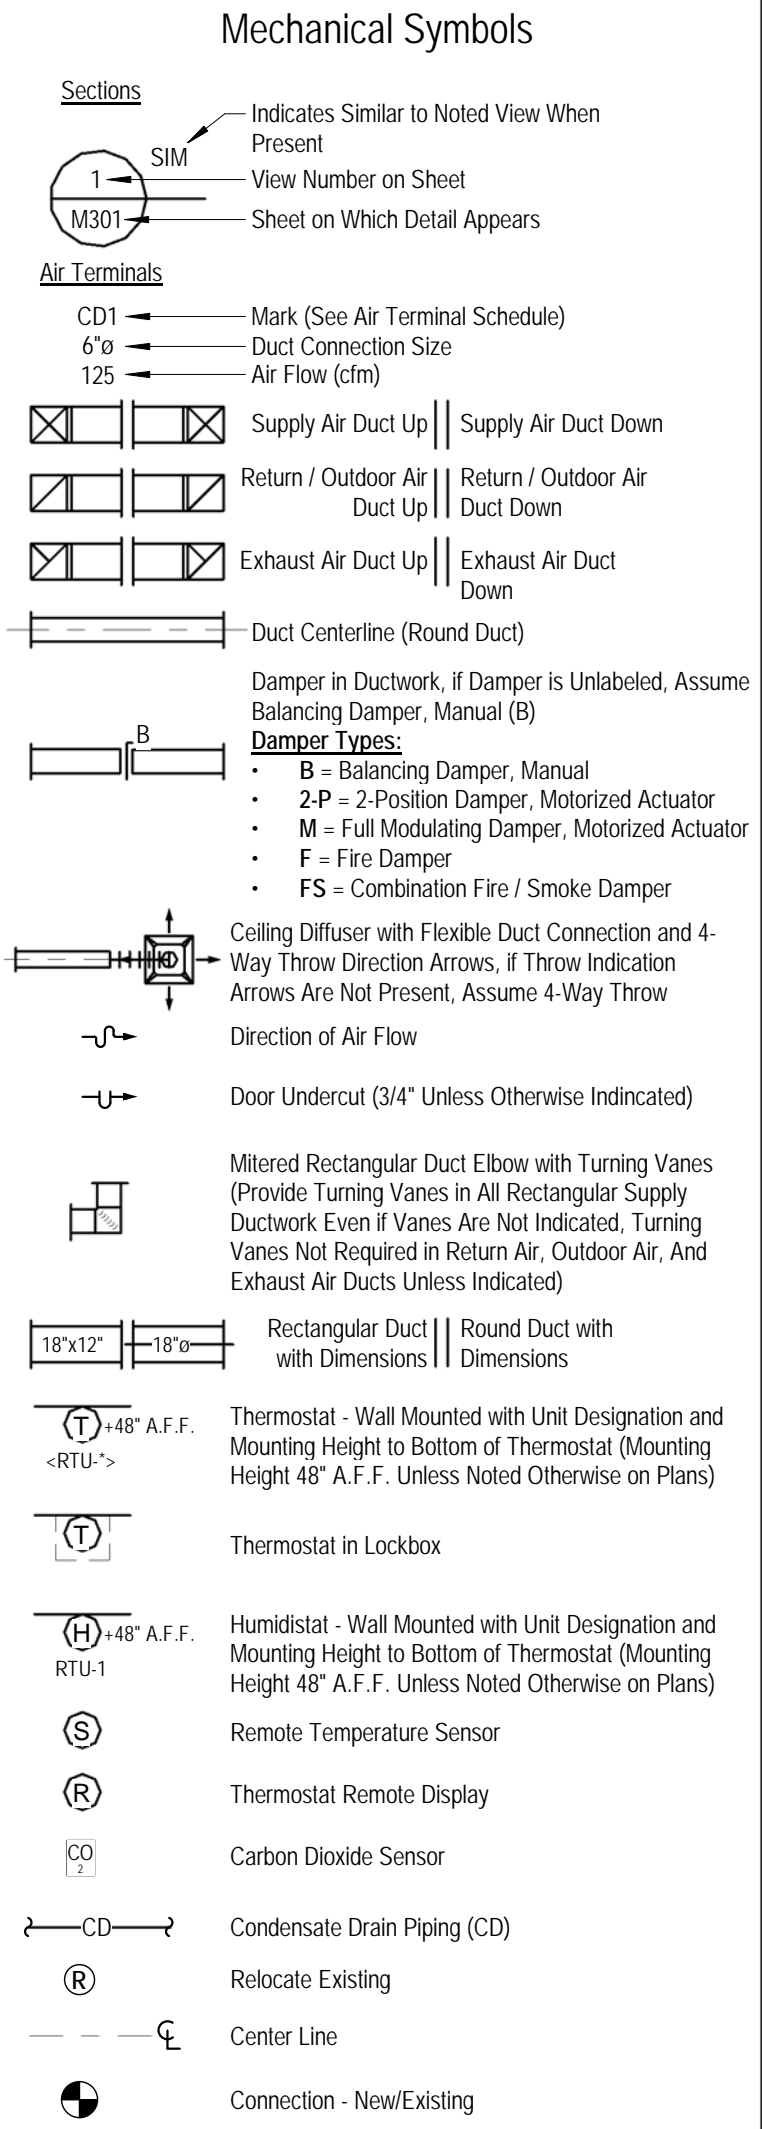 Mechanical Symbols
Sections
Indicates Similar to Noted View When
Present
SIM
1
View Number on Sheet
M301
Sheet on Which Detail Appears
Air Terminals
CD1
Mark (See Air Terminal Schedule)
6"ø
Duct Connection Size
125
Air Flow (cfm)
Supply Air Duct Up
Supply Air Duct Down
Return / Outdoor Air
Duct Up
Return / Outdoor Air
Duct Down
Exhaust Air Duct Up
Exhaust Air Duct
Down
Duct Centerline (Round Duct)
Damper in Ductwork, if Damper is Unlabeled, Assume
Balancing Damper, Manual (B)
B
Damper Types:
• B = Balancing Damper, Manual
• 2-P = 2-Position Damper, Motorized Actuator
• M = Full Modulating Damper, Motorized Actuator
• F = Fire Damper
• FS = Combination Fire / Smoke Damper
Ceiling Diffuser with Flexible Duct Connection and 4-
Way Throw Direction Arrows, if Throw Indication
Arrows Are Not Present, Assume 4-Way Throw
Direction of Air Flow
Door Undercut (3/4" Unless Otherwise Indincated)
Mitered Rectangular Duct Elbow with Turning Vanes
(Provide Turning Vanes in All Rectangular Supply
Ductwork Even if Vanes Are Not Indicated, Turning
Vanes Not Required in Return Air, Outdoor Air, And
Exhaust Air Ducts Unless Indicated)
18"x12"
18"ø
Rectangular Duct
with Dimensions
Round Duct with
Dimensions
T
+48" A.F.F.
<RTU-*>
Thermostat - Wall Mounted with Unit Designation and
Mounting Height to Bottom of Thermostat (Mounting
Height 48" A.F.F. Unless Noted Otherwise on Plans)
T
Thermostat in Lockbox
H
+48" A.F.F.
RTU-1
Humidistat - Wall Mounted with Unit Designation and
Mounting Height to Bottom of Thermostat (Mounting
Height 48" A.F.F. Unless Noted Otherwise on Plans)
S
Remote Temperature Sensor
R
Thermostat Remote Display
CO
2
Carbon Dioxide Sensor
CD
Condensate Drain Piping (CD)
R
Relocate Existing
℄
Center Line
Connection - New/Existing